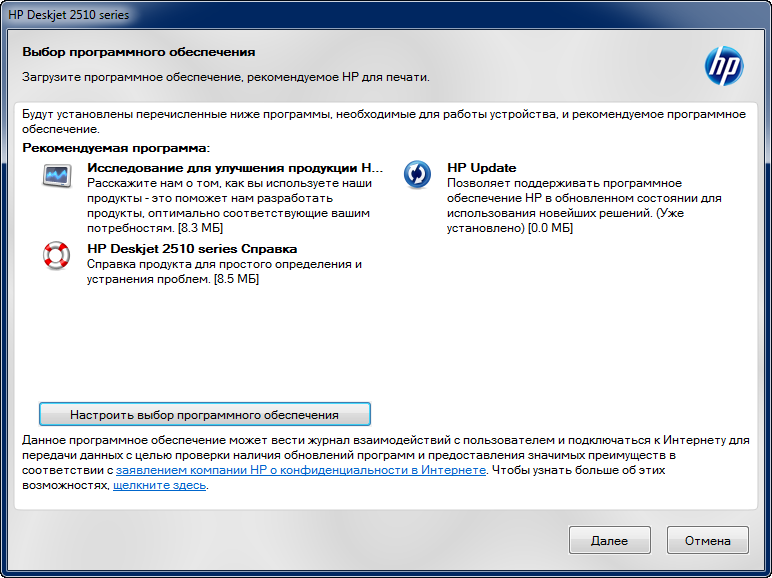 HP Deskjet 2510 series
Выбор программного обеспечения
Загрузите программное обеспечение, рекомендуемое HP для печати.
hp
Будут установлены перечисленные ниже программы, необходимые для работы устройства, и рекомендуемое программное
обеспечение.
Рекомендуемая программа:
Исследование для улучшения продукции H...
Расскажите нам о том, как вы используете наши
продукты - это поможет нам разработать
продукты, оптимально соответствующие вашим
потребностям. [8.3 МБ]
HP Update
Позволяет поддерживать программное
обеспечение HP в обновленном состоянии для
использования новейших решений. (Уже
установлено) [0.0 МБ]
HP Deskjet 2510 series Справка
Справка продукта для простого определения и
устранения проблем. [8.5 МБ]
Настроить выбор программного обеспечения
Данное программное обеспечение может вести журнал взаимодействий с пользователем и подключаться к Интернету для
передачи данных с целью проверки наличия обновлений программ и предоставления значимых преимуществ в
соответствии с заявлением компании HP о конфиденциальности в Интернете. Чтобы узнать больше об этих
возможностях, щелкните здесь.
Далее
Отмена